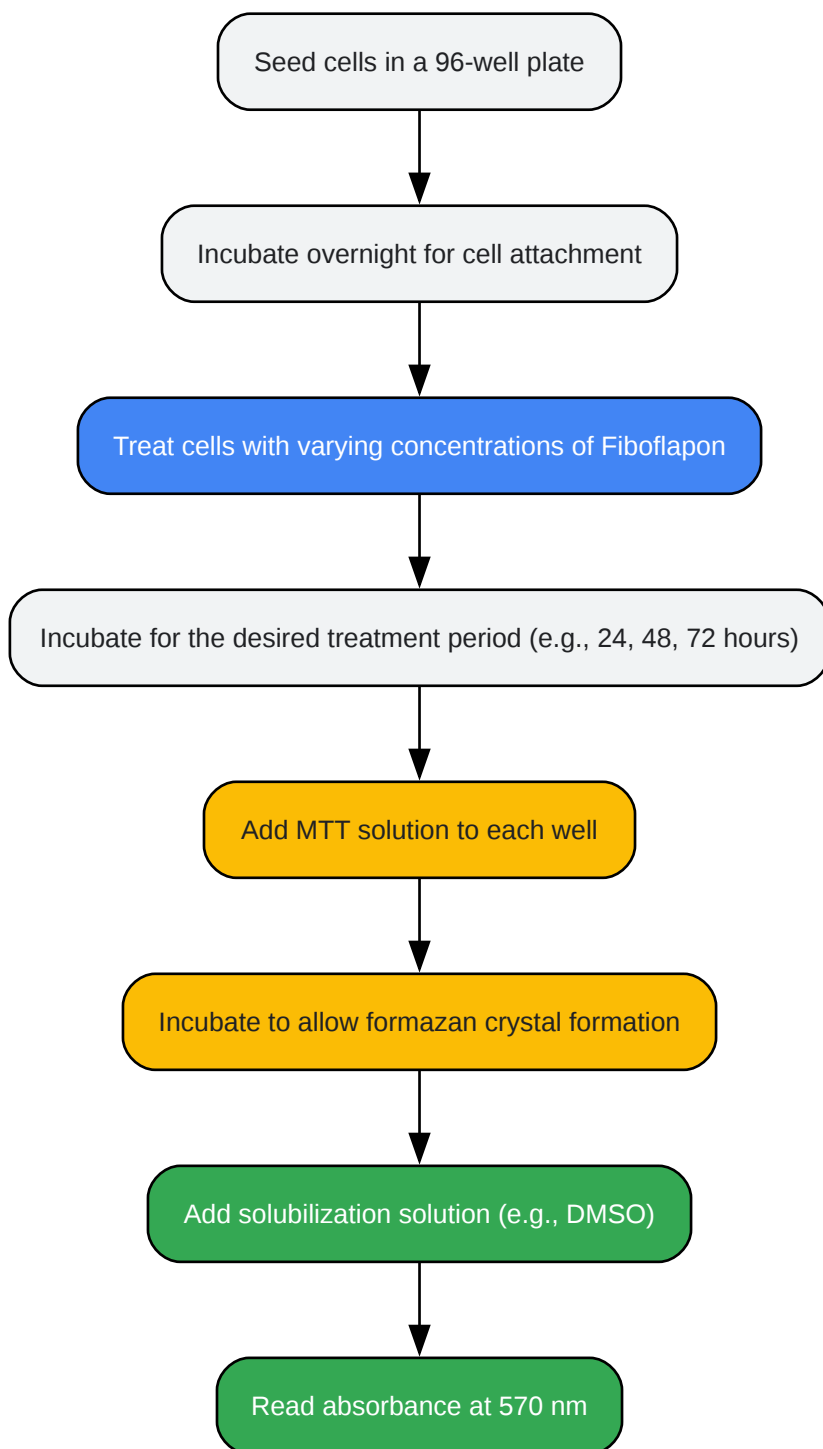 Seed cells in a 96-well plate
Incubate overnight for cell attachment
Treat cells with varying concentrations of Fiboflapon
Incubate for the desired treatment period (e.g., 24, 48, 72 hours)
Add MTT solution to each well
Incubate to allow formazan crystal formation
Add solubilization solution (e.g., DMSO)
Read absorbance at 570 nm